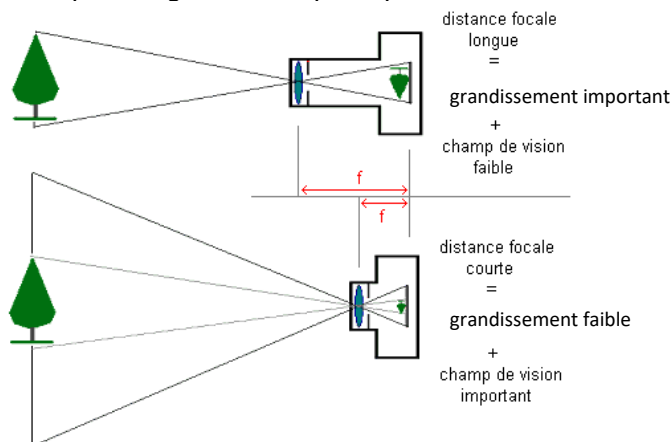 distance focale
longue
=
grandissement important
+
champ de vision
faible
f
f
distance focale
courte
=
grandissement faible
+
champ de vision
important